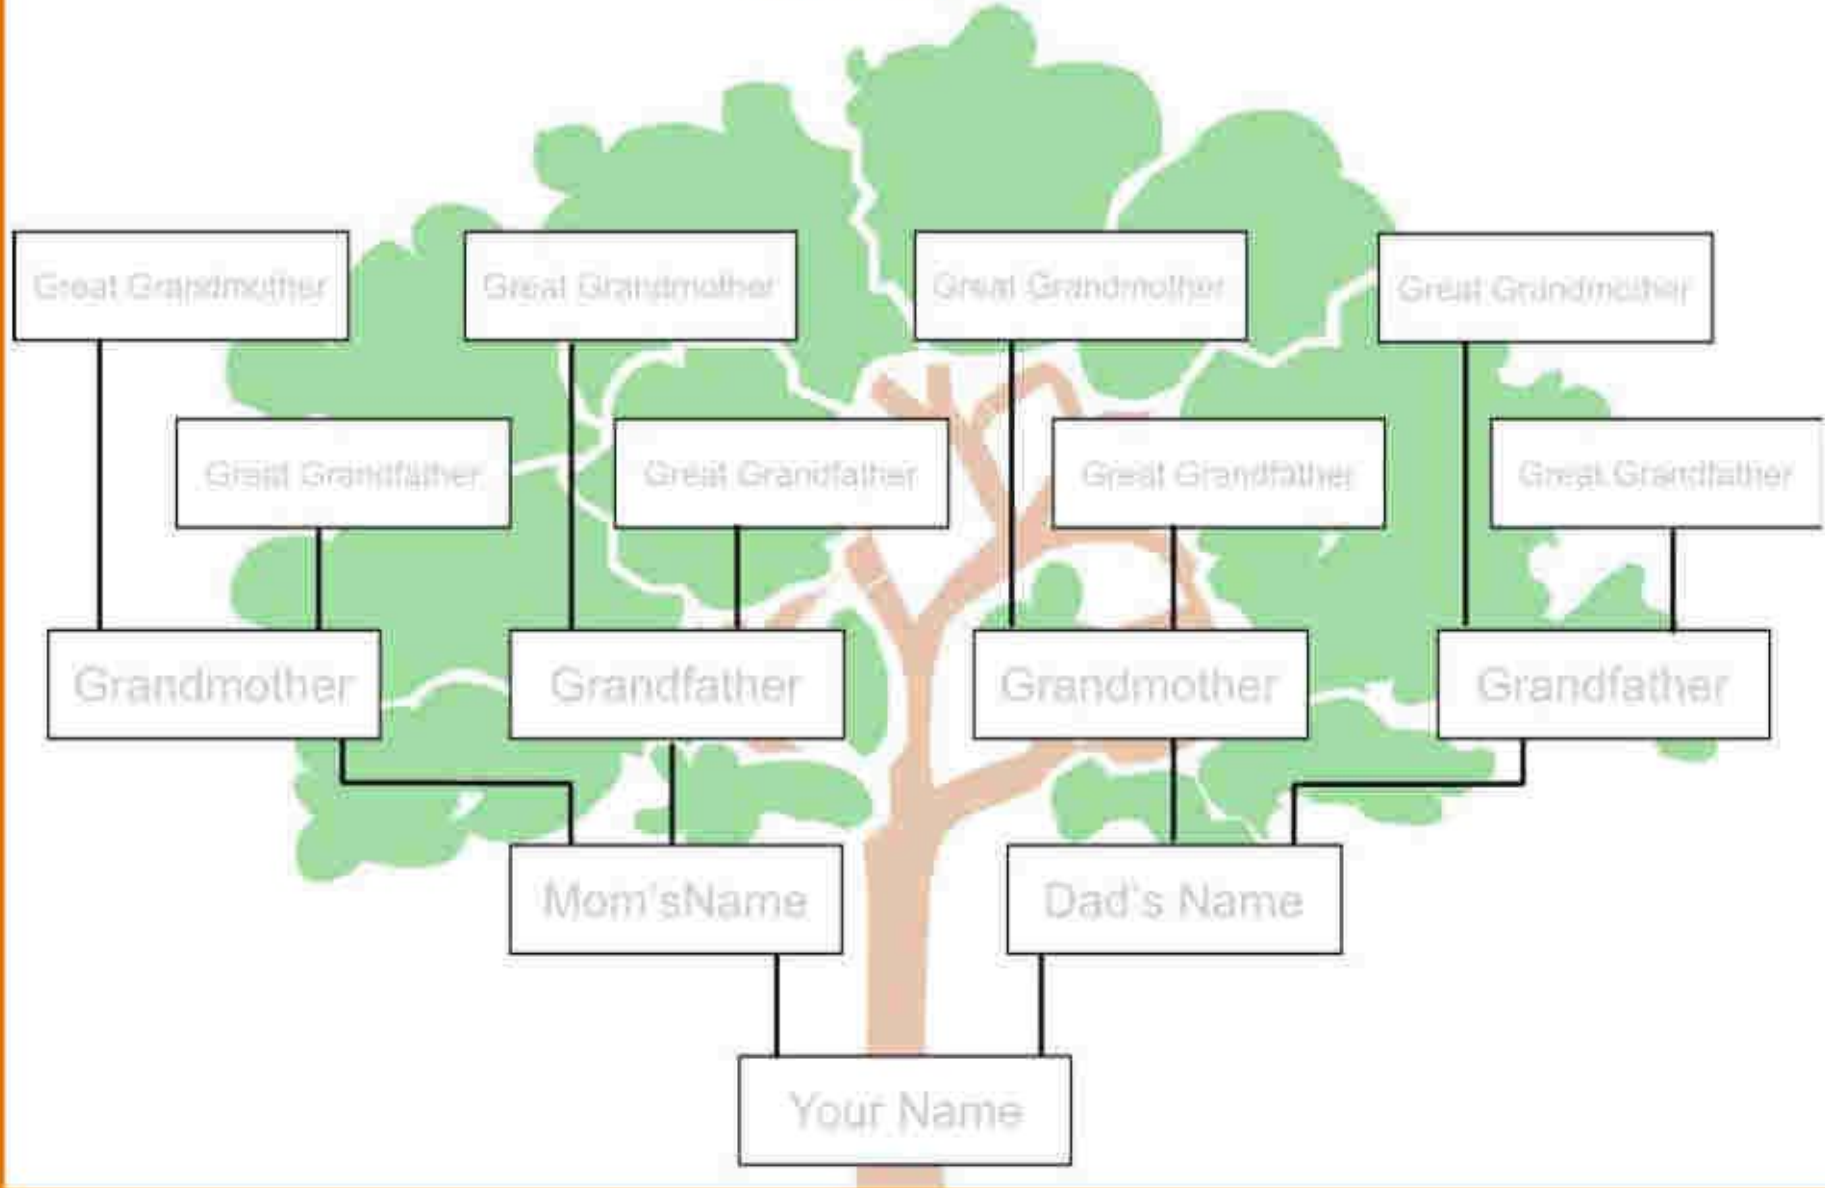 Great Grandmother
Great Grandmother
Great Grandmother
Great Grandmother
Great Grandfather
Great Grandfather
Great Grandfather
Great Grandfather
Grandmother
Grandfather
Grandmother
Grandfather
Mom'sName
Dad's Name
Your Name